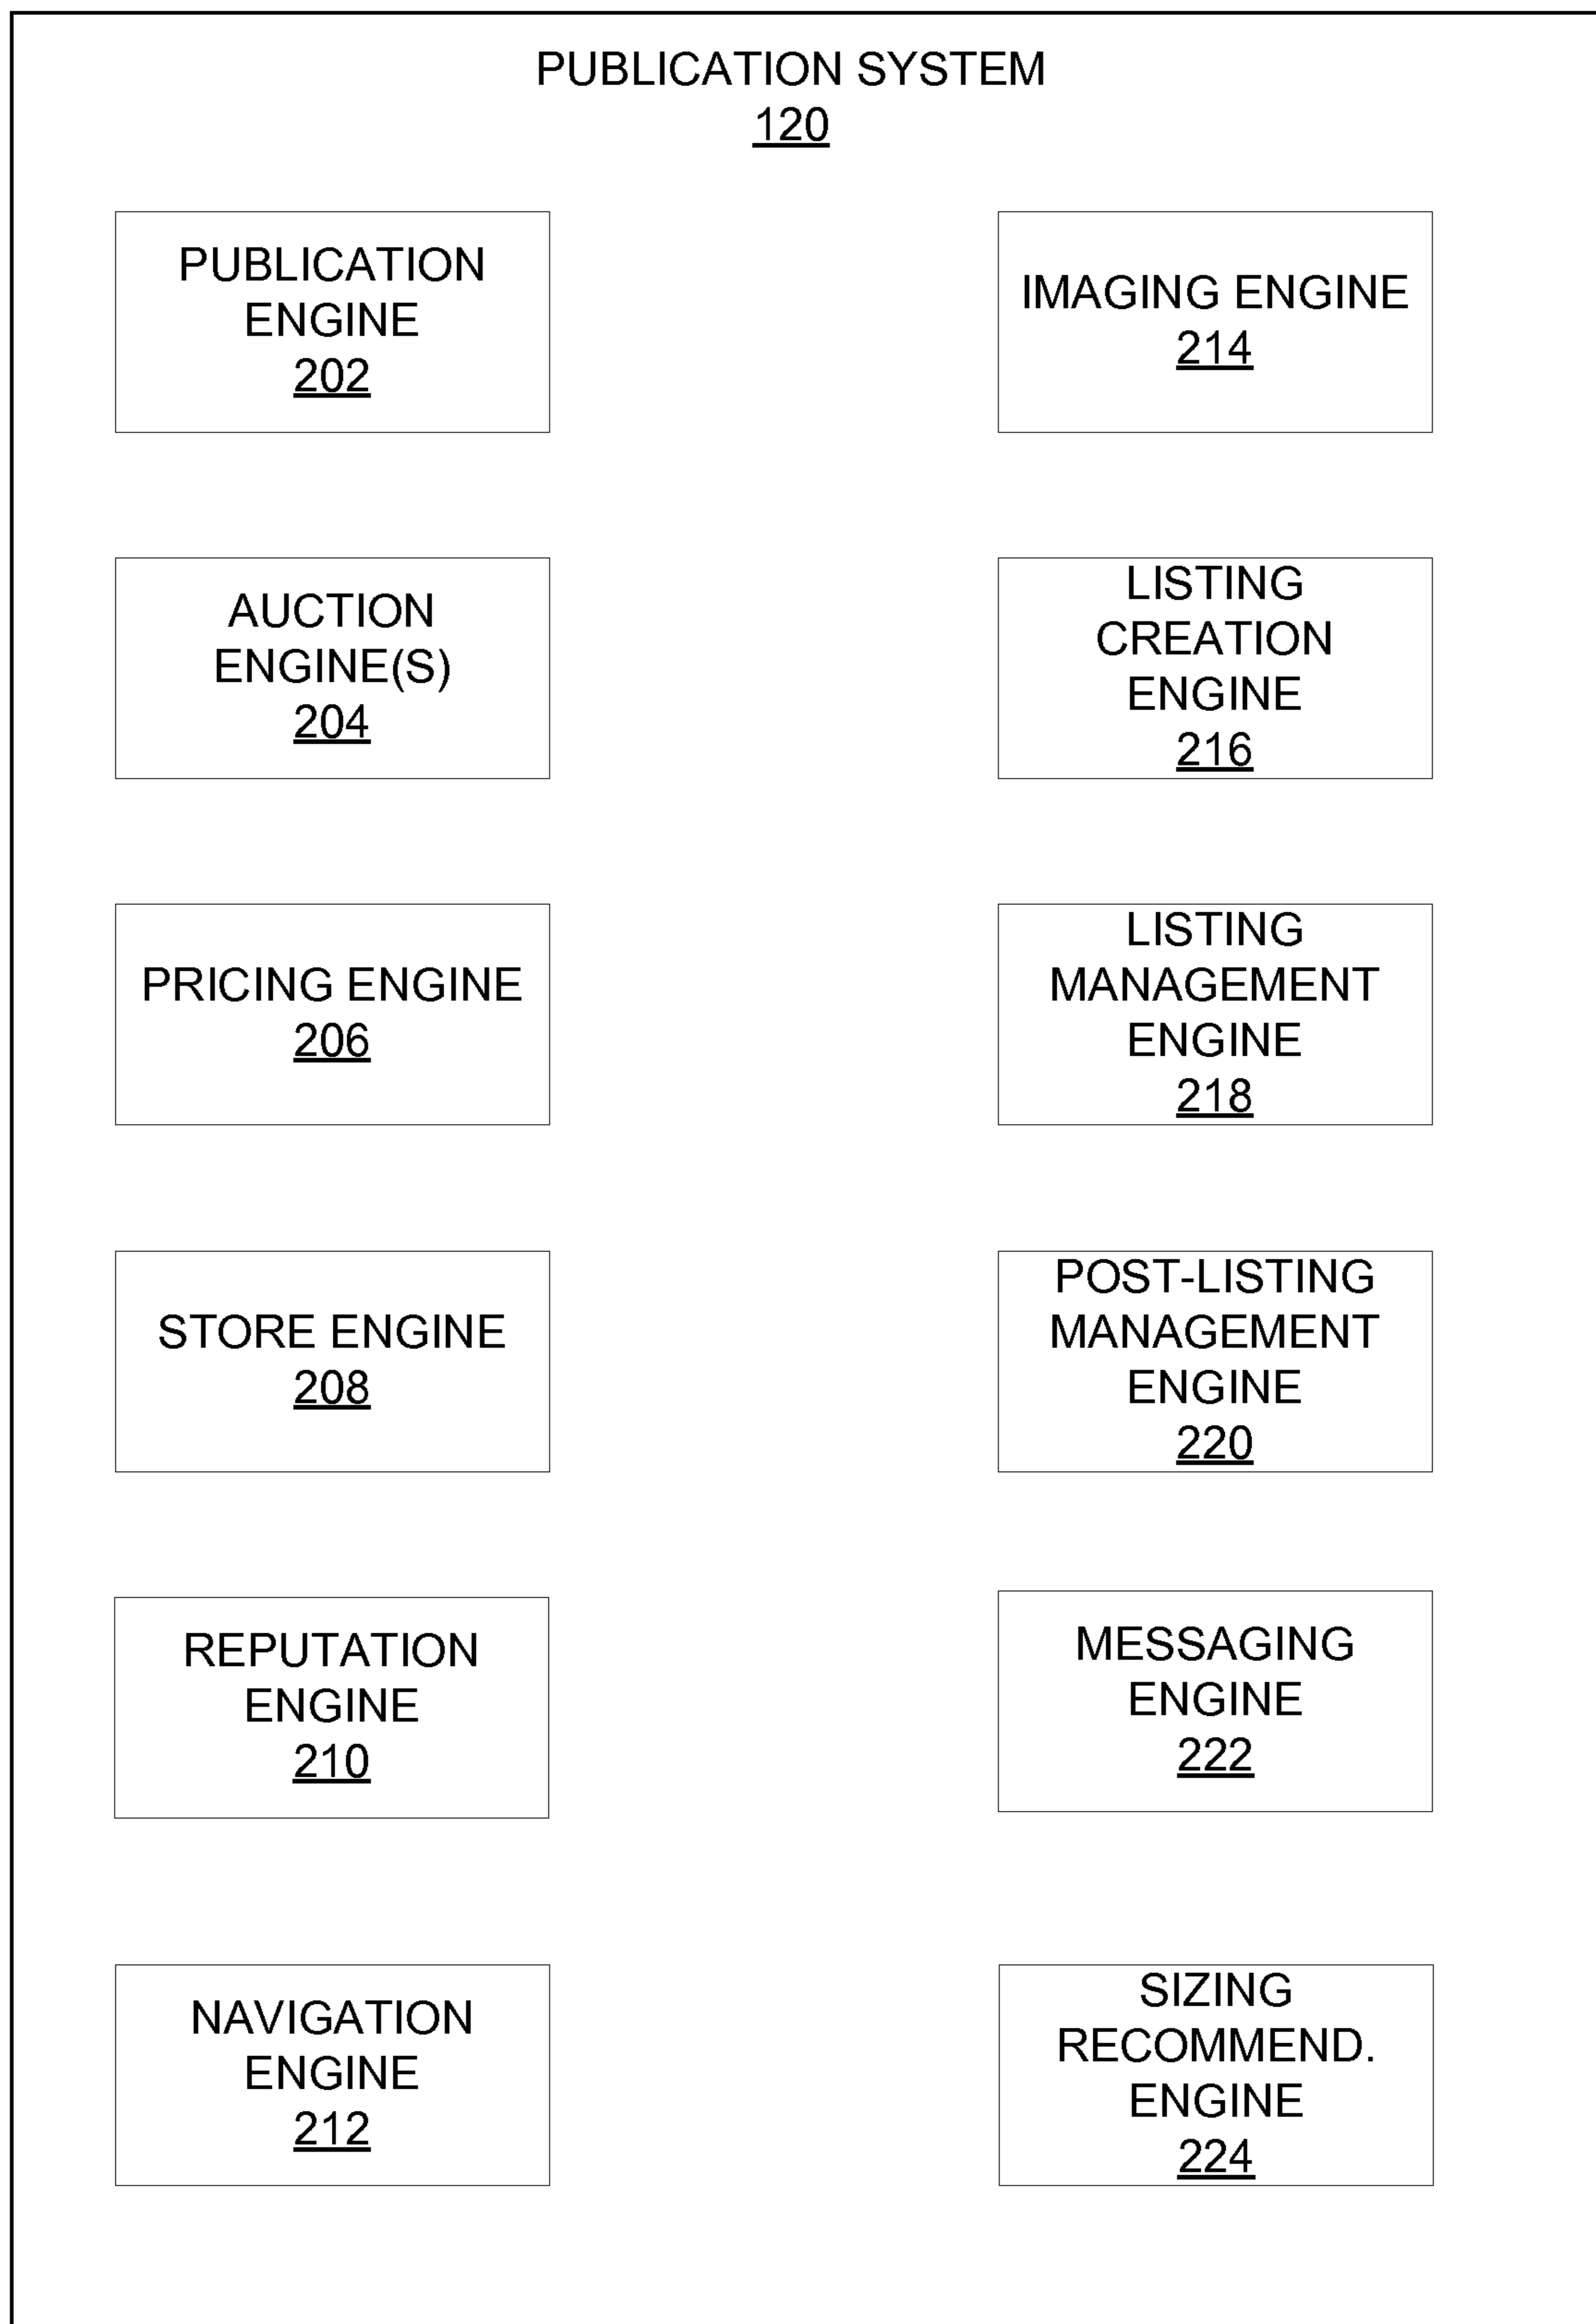 PUBLICATION SYSTEM
120
PUBLICATION
ENGINE
202
IMAGING ENGINE
214
AUCTION
ENGINE(S)
204
LISTING
CREATION
ENGINE
216
PRICING ENGINE
206
LISTING
MANAGEMENT
ENGINE
218
STORE ENGINE
208
POST-LISTING
MANAGEMENT
ENGINE
220
REPUTATION
ENGINE
210
MESSAGING
ENGINE
222
NAVIGATION
ENGINE
212
SIZING
RECOMMEND.
ENGINE
224